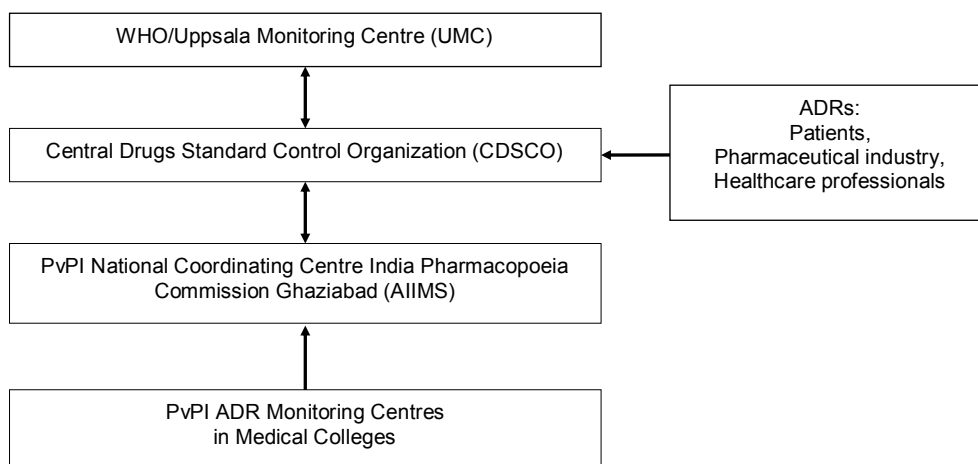 WHO/Uppsala Monitoring Centre (UMC)
Central Drugs Standard Control Organization (CDSCO)
ADRs:
Patients,
Pharmaceutical industry,
Healthcare professionals
PvPI National Coordinating Centre India Pharmacopoeia
Commission Ghaziabad (AIIMS)
PvPI ADR Monitoring Centres
in Medical Colleges